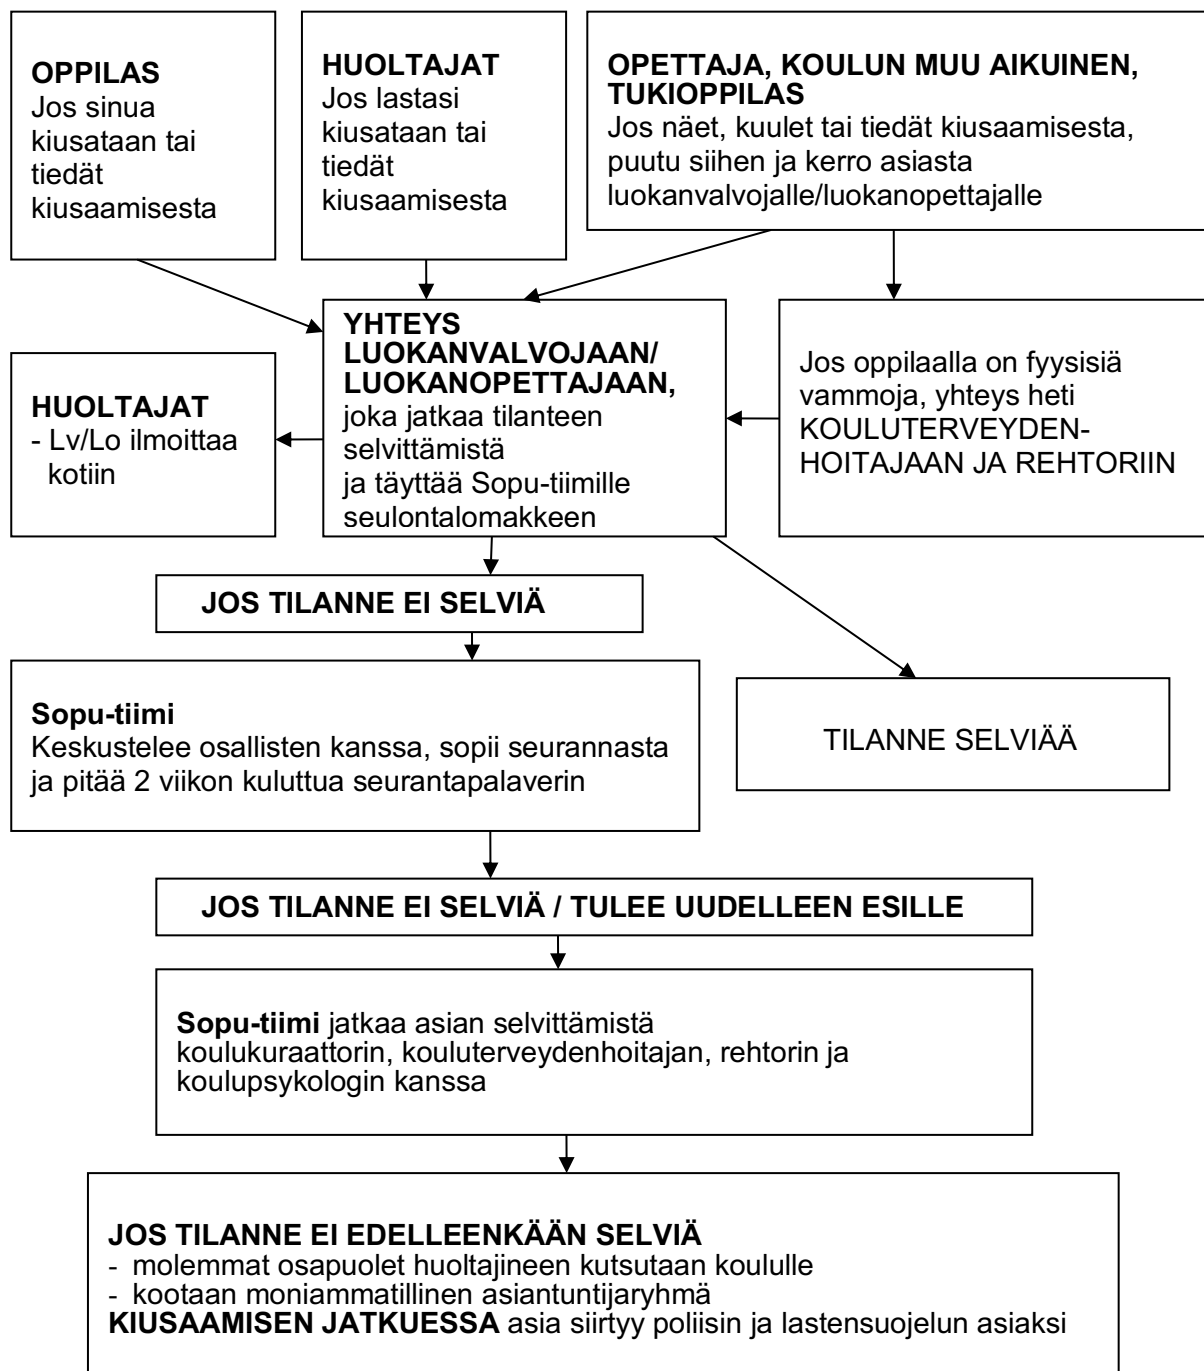 OPPILAS
Jos sinua
kiusataan tai
tiedät
kiusaamisesta
HUOLTAJAT
Jos lastasi
kiusataan tai
tiedät
kiusaamisesta
OPETTAJA, KOULUN MUU AIKUINEN,
TUKIOPPILAS
Jos näet, kuulet tai tiedät kiusaamisesta,
puutu siihen ja kerro asiasta
luokanvalvojalle/luokanopettajalle
HUOLTAJAT
- Lv/Lo ilmoittaa
kotiin
YHTEYS
LUOKANVALVOJAAN/
LUOKANOPETTAJAAN,
joka jatkaa tilanteen
selvittämistä
ja täyttää Sopu-tiimille
seulontalomakkeen
Jos oppilaalla on fyysisiä
vammoja, yhteys heti
KOULUTERVEYDEN-
HOITAJAAN JA REHTORIIN
JOS TILANNE EI SELVIÄ
Sopu-tiimi
Keskustelee osallisten kanssa, sopii seurannasta
ja pitää 2 viikon kuluttua seurantapalaverin
TILANNE SELVIÄÄ
JOS TILANNE EI SELVIÄ / TULEE UUDELLEEN ESILLE
Sopu-tiimi jatkaa asian selvittämistä
koulukuraattorin, kouluterveydenhoitajan, rehtorin ja
koulupsykologin kanssa
JOS TILANNE EI EDELLEENKÄÄN SELVIÄ
- molemmat osapuolet huoltajineen kutsutaan koululle
- kootaan moniammatillinen asiantuntijaryhmä
KIUSAAMISEN JATKUESSA asia siirtyy poliisin ja lastensuojelun asiaksi